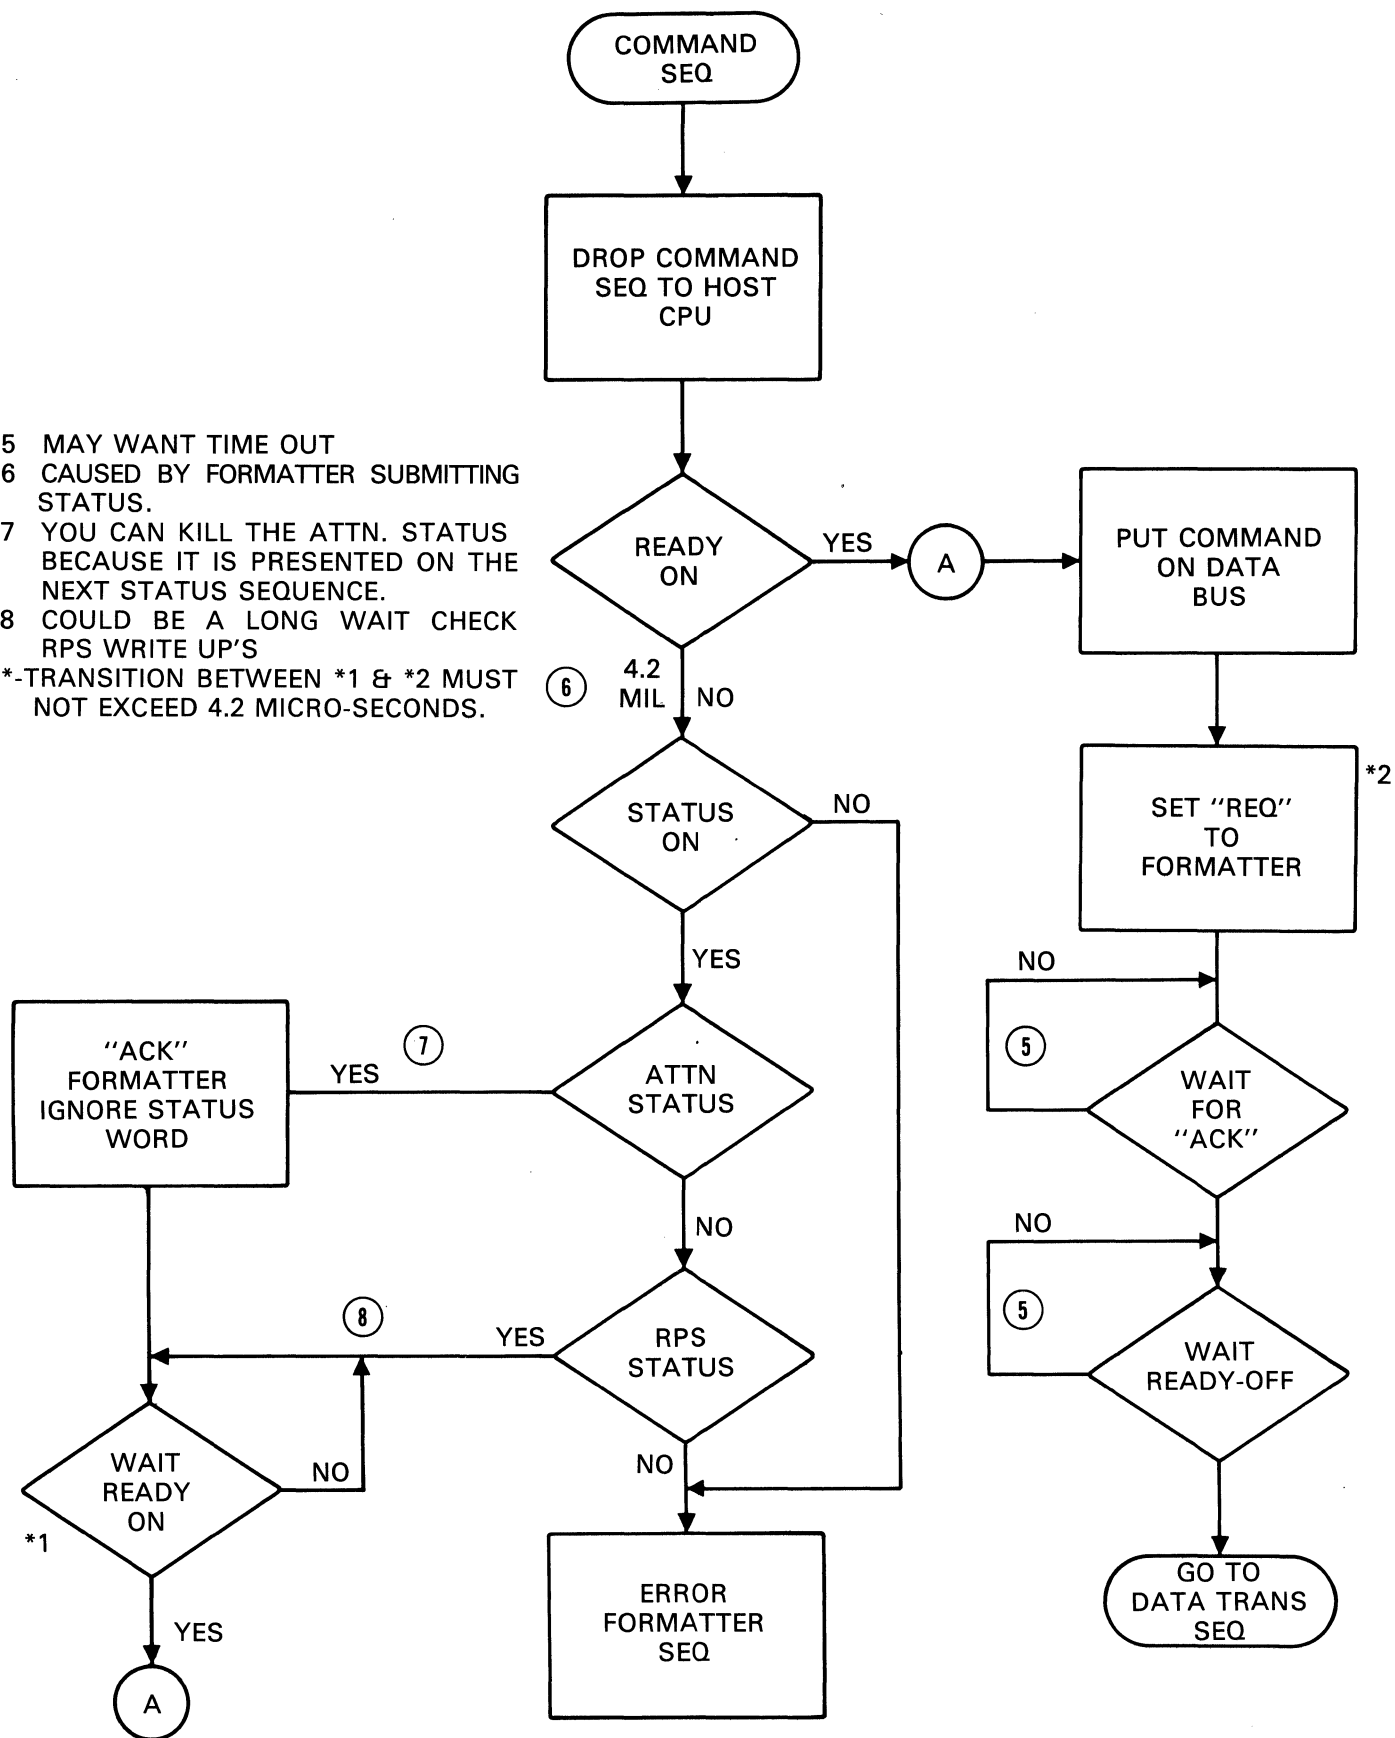 COMMAND
SEQ
DROP COMMAND
SEQ TO HOST
CPU
5 MAY WANT TIME OUT
6 CAUSED BY FORMATTER SUBMITTING
STATUS.
7 YOU CAN KILL THE ATTN. STATUS
BECAUSE IT IS PRESENTED ON THE
NEXT STATUS SEQUENCE.
8 COULD BE A LONG WAIT CHECK
RPS WRITE UP'S
*-TRANSITION BETWEEN *1 & *2 MUST
NOT EXCEED 4.2 MICRO-SECONDS.
READY
ON
YES
A
PUT COMMAND
ON DATA
BUS
6
4.2
MIL
NO
STATUS
ON
NO
*2
SET "REQ"
TO
FORMATTER
YES
NO
5
WAIT
FOR
"ACK"
ATTN
STATUS
7
YES
"ACK"
FORMATTER
IGNORE STATUS
WORD
NO
NO
5
WAIT
READY-OFF
RPS
STATUS
YES
8
WAIT
READY
ON
NO
*1
NO
YES
A
ERROR
FORMATTER
SEQ
GO TO
DATA TRANS
SEQ